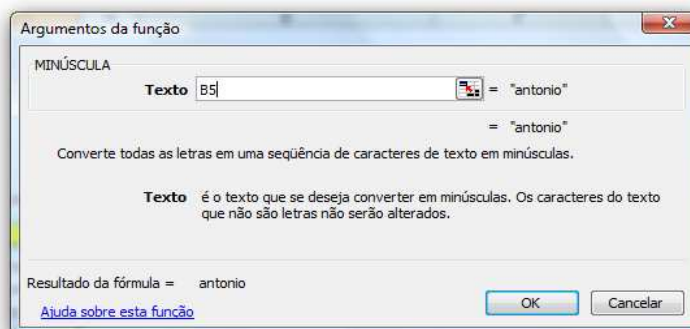 Argumentos da função
MINÚSCULA
Texto B5 = "antonio"
= "antonio"
Converte todas as letras em uma seqüência de caracteres de texto em minúsculas.
Texto é o texto que se deseja converter em minúsculas. Os caracteres do texto
que não são letras não serão alterados.
Resultado da fórmula = antonio
Ajuda sobre esta função OK Cancelar